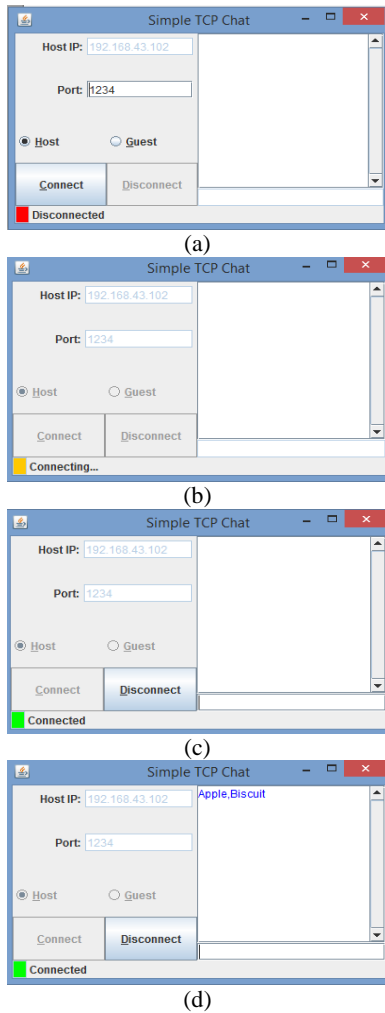 Simple TCP Chat
Host IP: 192.168.43.102
Port: 1234
Host Guest
Connect Disconnect
Disconnected
(a)
Simple TCP Chat
Host IP: 192.168.43.102
Port: 1234
Host Guest
Connect Disconnect
Connecting...
(b)
Simple TCP Chat
Host IP: 192.168.43.102
Port: 1234
Host Guest
Connect Disconnect
Connected
(c)
Simple TCP Chat
Host IP: 192.168.43.102 Apple,Biscuit
Port: 1234
Host Guest
Connect Disconnect
Connected
(d)